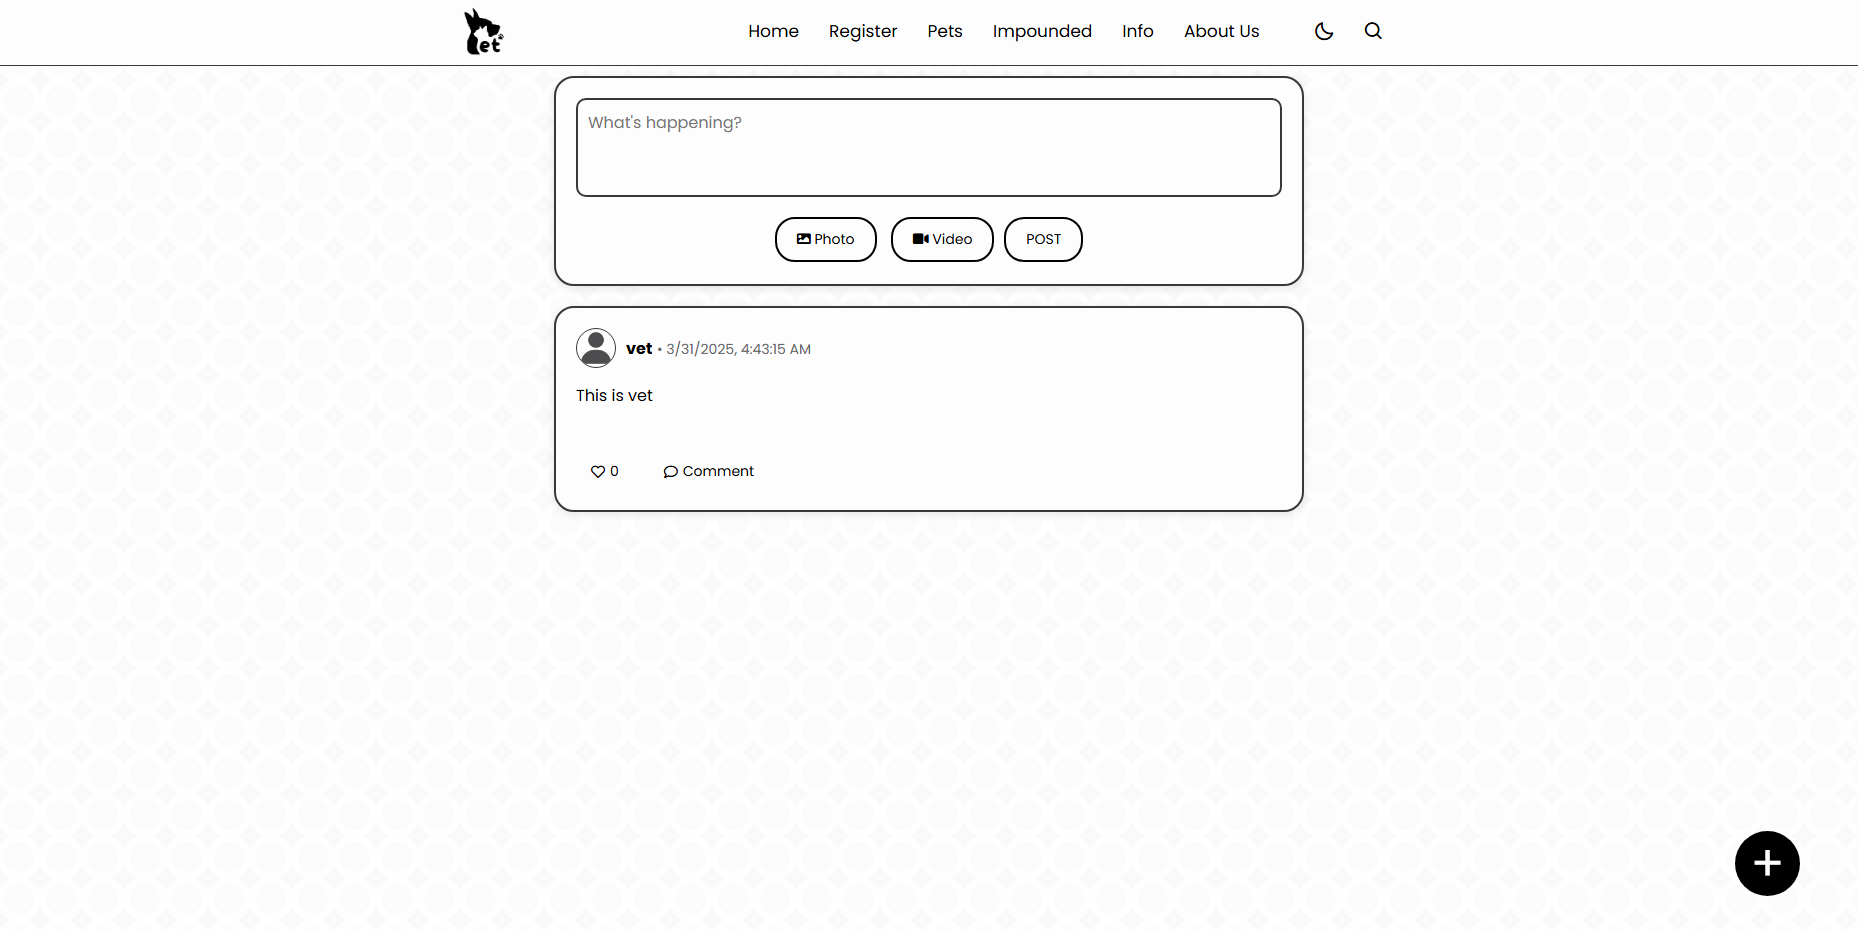 et
Home Register Pets Impounded Info About Us
What's happening?
Photo Video POST
vet • 3/31/2025, 4:43:15 AM
This is vet
0 Comment